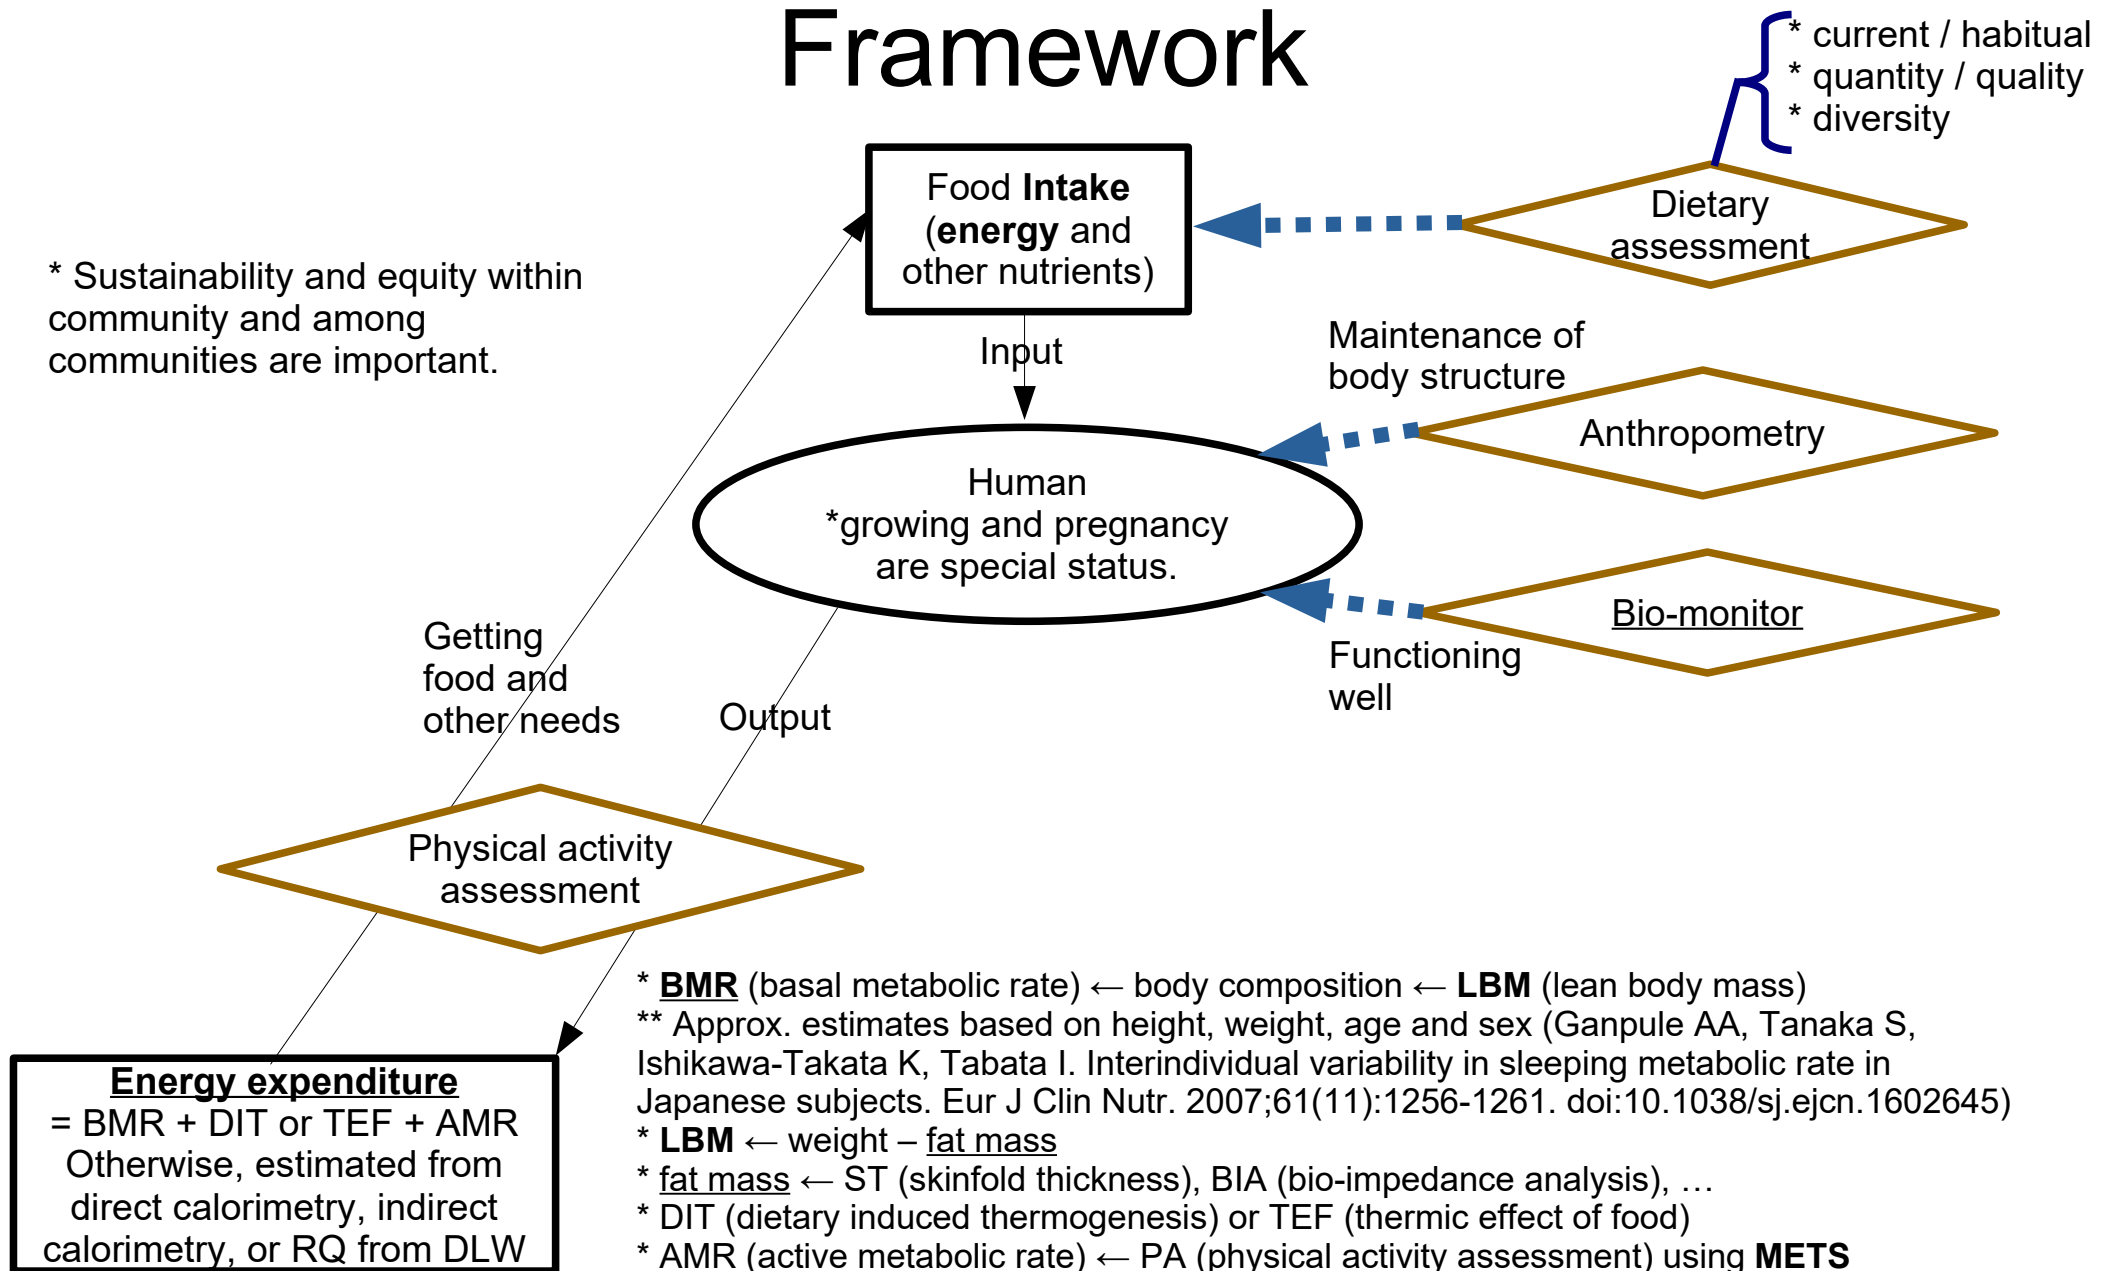 Framework
* current / habitual
* quantity / quality
* diversity
Food Intake
(energy and
other nutrients)
Dietary
assessment
* Sustainability and equity within
community and among
communities are important.
Input
Maintenance of
body structure
Anthropometry
Human
*growing and pregnancy
are special status.
Bio-monitor
Functioning
well
Getting
food and
other needs
Output
Physical activity
assessment
Energy expenditure
= BMR + DIT or TEF + AMR
Otherwise, estimated from
direct calorimetry, indirect
calorimetry, or RQ from DLW
* BMR (basal metabolic rate) ← body composition ← LBM (lean body mass)
** Approx. estimates based on height, weight, age and sex (Ganpule AA, Tanaka S,
Ishikawa-Takata K, Tabata I. Interindividual variability in sleeping metabolic rate in
Japanese subjects. Eur J Clin Nutr. 2007;61(11):1256-1261. doi:10.1038/sj.ejcn.1602645)
* LBM ← weight – fat mass
* fat mass ← ST (skinfold thickness), BIA (bio-impedance analysis), …
* DIT (dietary induced thermogenesis) or TEF (thermic effect of food)
* AMR (active metabolic rate) ← PA (physical activity assessment) using METS